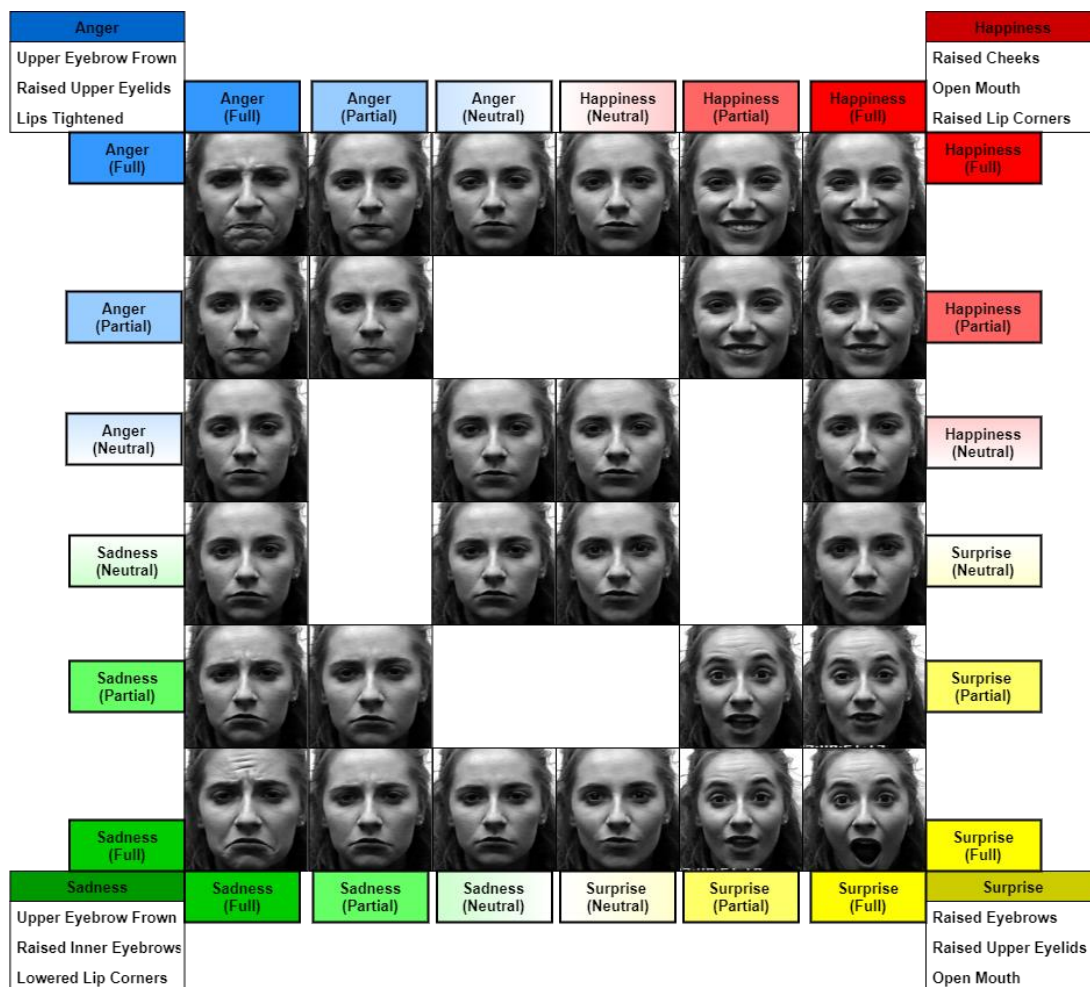 Anger
Happiness
Upper Eyebrow Frown
Raised Upper Eyelids
Lips Tightened
Raised Cheeks
Open Mouth
Raised Lip Corners
Anger
(Full)
Anger
(Partial)
Anger
(Neutral)
Happiness
(Neutral)
Happiness
(Partial)
Happiness
(Full)
Anger
(Full)
Happiness
(Full)
Anger
(Partial)
Happiness
(Partial)
Anger
(Neutral)
Happiness
(Neutral)
Sadness
(Neutral)
Surprise
(Neutral)
Sadness
(Partial)
Surprise
(Partial)
Sadness
(Full)
Surprise
(Full)
Sadness
Sadness
(Full)
Sadness
(Partial)
Sadness
(Neutral)
Surprise
(Neutral)
Surprise
(Partial)
Surprise
(Full)
Surprise
Upper Eyebrow Frown
Raised Inner Eyebrows
Lowered Lip Corners
Raised Eyebrows
Raised Upper Eyelids
Open Mouth